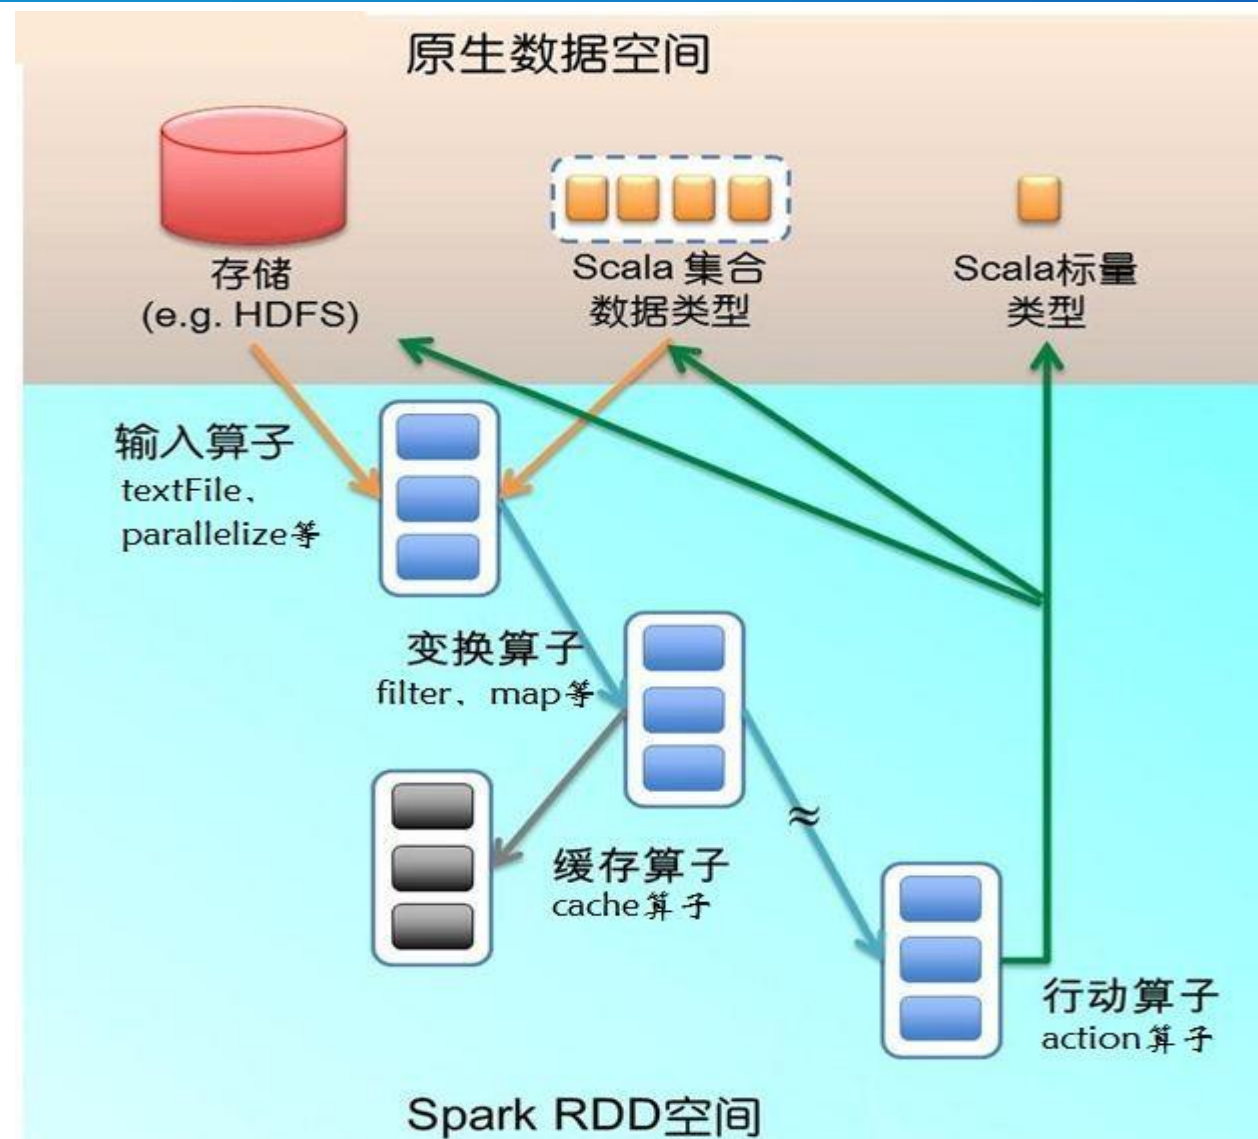 原生数据空间
存储
(e.g. HDFS)
Scala 集合
数据类型
Scala标量
类型
输入算子
textFile、
parallelize等
变换算子
filter、map等
≈
缓存算子
cache算子
行动算子
action算子
Spark RDD空间